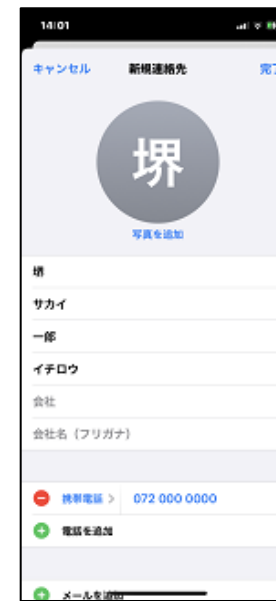 14:01
キャンセル 新規連絡先 完了
堺
写真を追加
堺
サカイ
一郎
イチロウ
会社
会社名（フリガナ）
携帯電話 > 072 000 0000
電話を追加
メールを追加